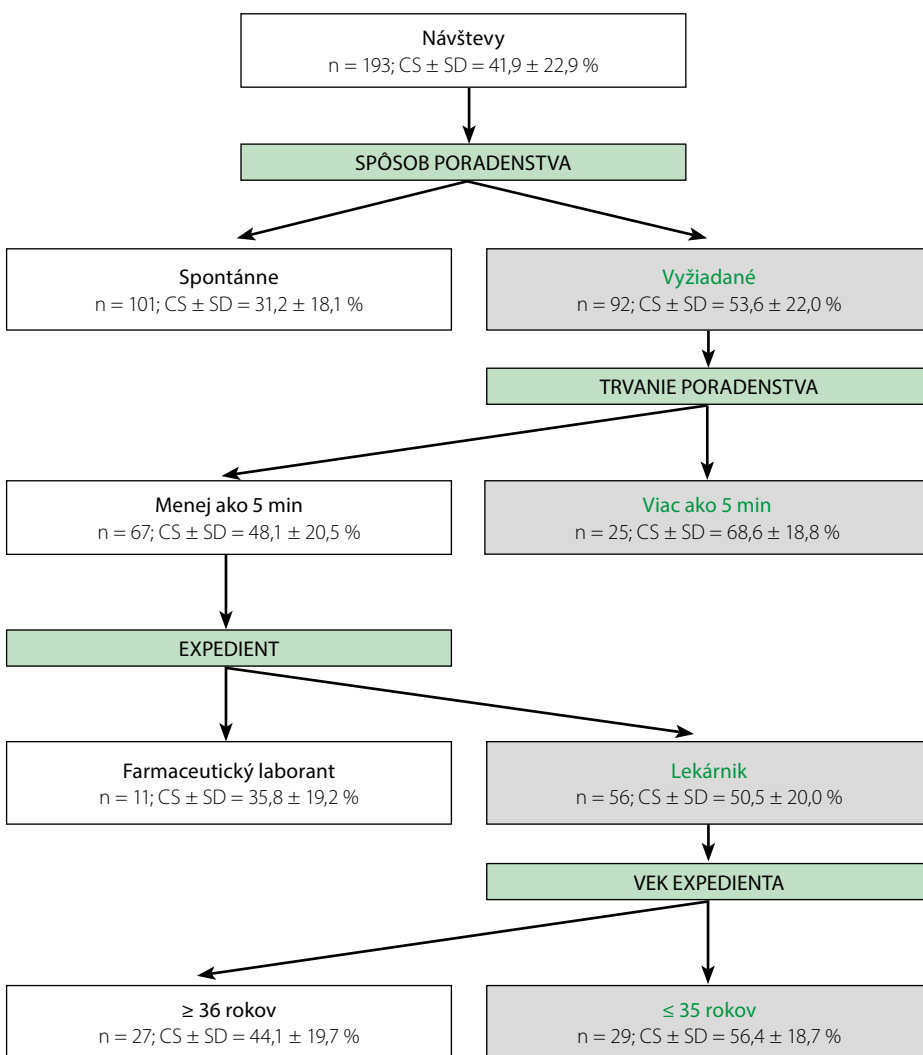 Návštevy
n = 193; CS ± SD = 41,9 ± 22,9 %
SPÔSOB PORADENSTVA
Spontánne
n = 101; CS ± SD = 31,2 ± 18,1 %
Vyžiadané
n = 92; CS ± SD = 53,6 ± 22,0 %
TRVANIE PORADENSTVA
Menej ako 5 min
n = 67; CS ± SD = 48,1 ± 20,5 %
Viac ako 5 min
n = 25; CS ± SD = 68,6 ± 18,8 %
EXPEDIENT
Farmaceutický laborant
n = 11; CS ± SD = 35,8 ± 19,2 %
Lekárnik
n = 56; CS ± SD = 50,5 ± 20,0 %
VEK EXPEDIENTA
≥ 36 rokov
n = 27; CS ± SD = 44,1 ± 19,7 %
≤ 35 rokov
n = 29; CS ± SD = 56,4 ± 18,7 %